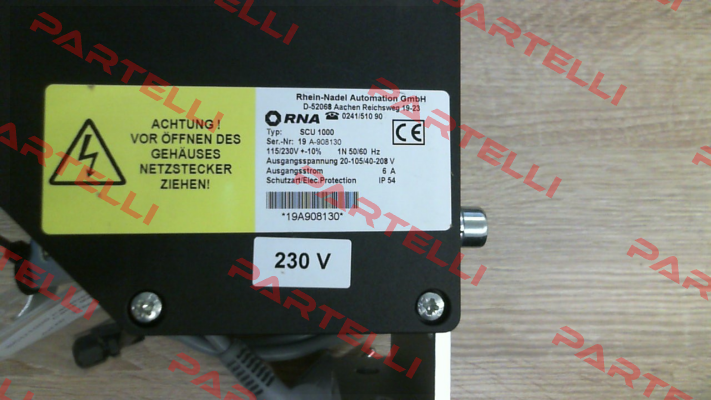 ACHTUNG !
VOR ÖFFNEN DES
GEHÄUSES
NETZSTECKER
ZIEHEN!
Rhein-Nadel Automation GmbH
D-52068 Aachen Reichsweg 19-23
RNA ☎ 0241/510 90
Typ: SCU 1000
Ser.-Nr: 19 A-908130
115/230V +-10% 1N 50/60 Hz
Ausgangsspannung 20-105/40-208 V
Ausgangsstrom 6 A
Schutzart/Elec.Protection IP 54
CE
*19A908130*
230 V
PARTELLI
PARTELLI
PARTELLI
PARTELLI
PARTELLI
PARTELLI
PARTELLI
PARTELLI
PARTELLI